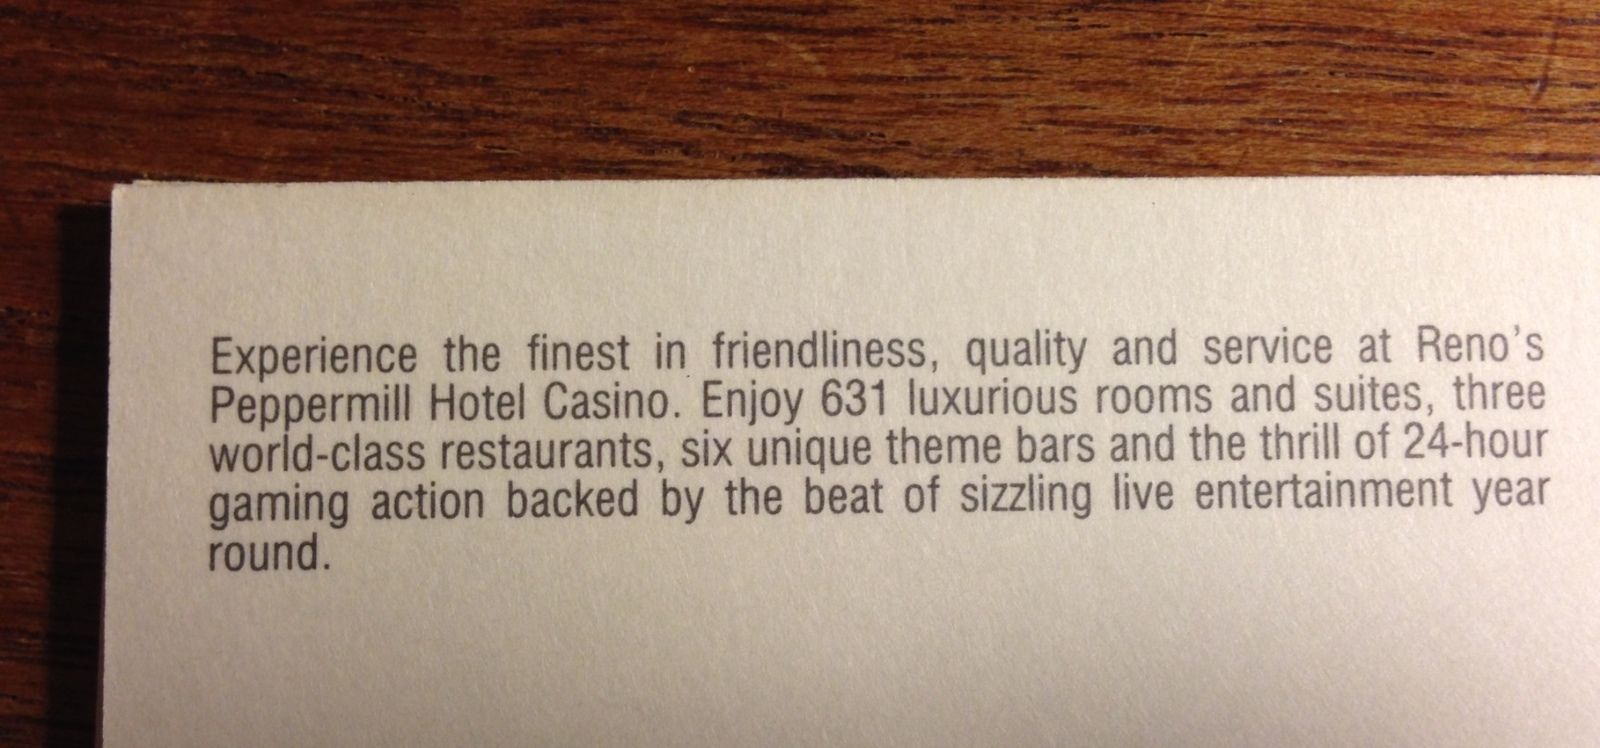 Experience the finest in friendliness, quality and service at Reno's
Peppermill Hotel Casino. Enjoy 631 luxurious rooms and suites, three
world-class restaurants, six unique theme bars and the thrill of 24-hour
gaming action backed by the beat of sizzling live entertainment year
round.